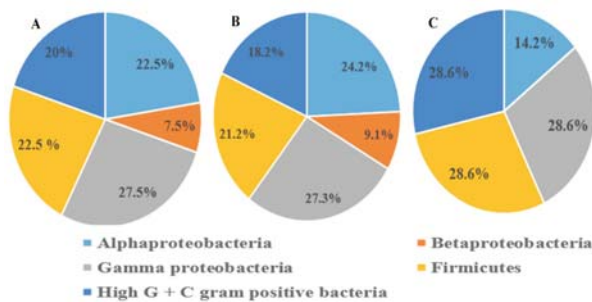 A
20%
22.5%
7.5%
27.5%
22.5 %
B
18.2%
24.2%
9.1%
27.3%
21.2%
C
14.2%
28.6%
28.6%
28.6%
Alphaproteobacteria
Betaproteobacteria
Gamma proteobacteria
Firmicutes
High G + C gram positive bacteria